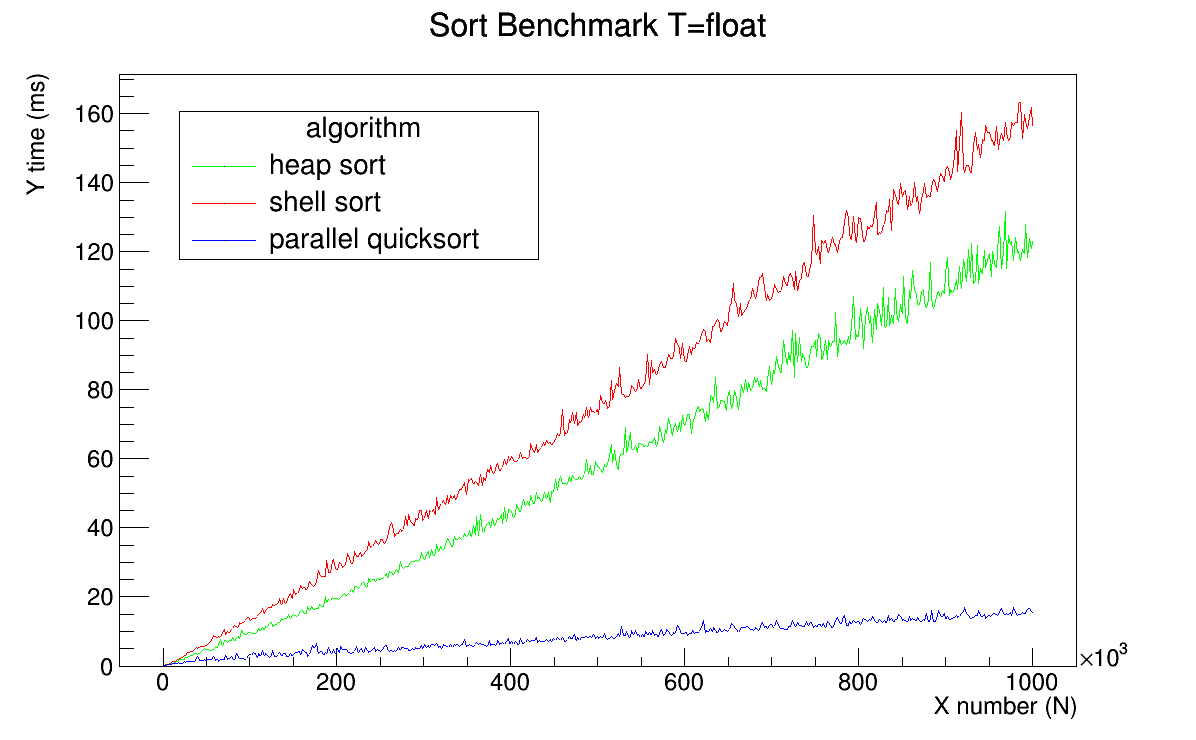 Sort Benchmark T=float
Y time (ms)
algorithm
heap sort
shell sort
parallel quicksort
160
140
120
100
80
60
40
20
0
0 200 400 600 800 1000
×10³
X number (N)